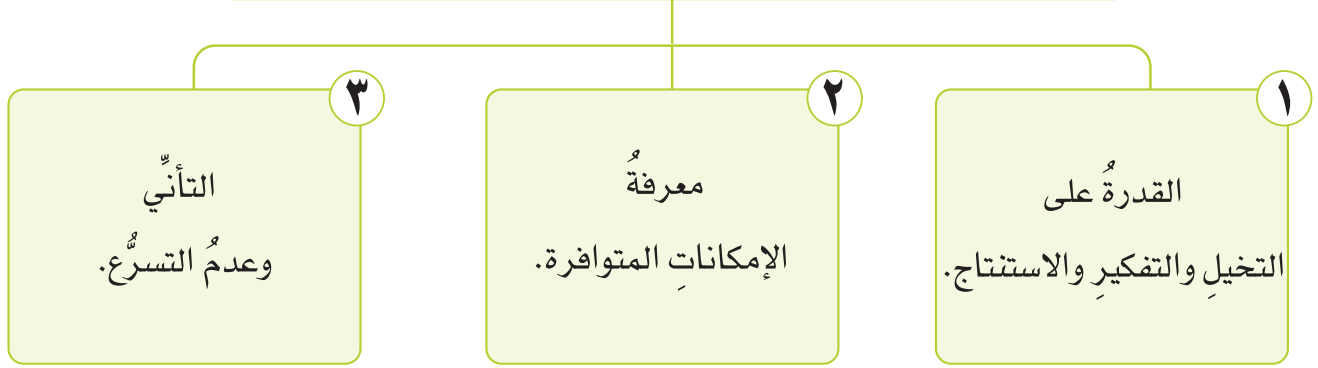 ١
القدرةُ على
التخيلِ والتفكيرِ والاستنتاج.
٢
معرفةُ
الإمكاناتِ المتوافرة.
٣
التأنِّي
وعدمُ التسرُّع.